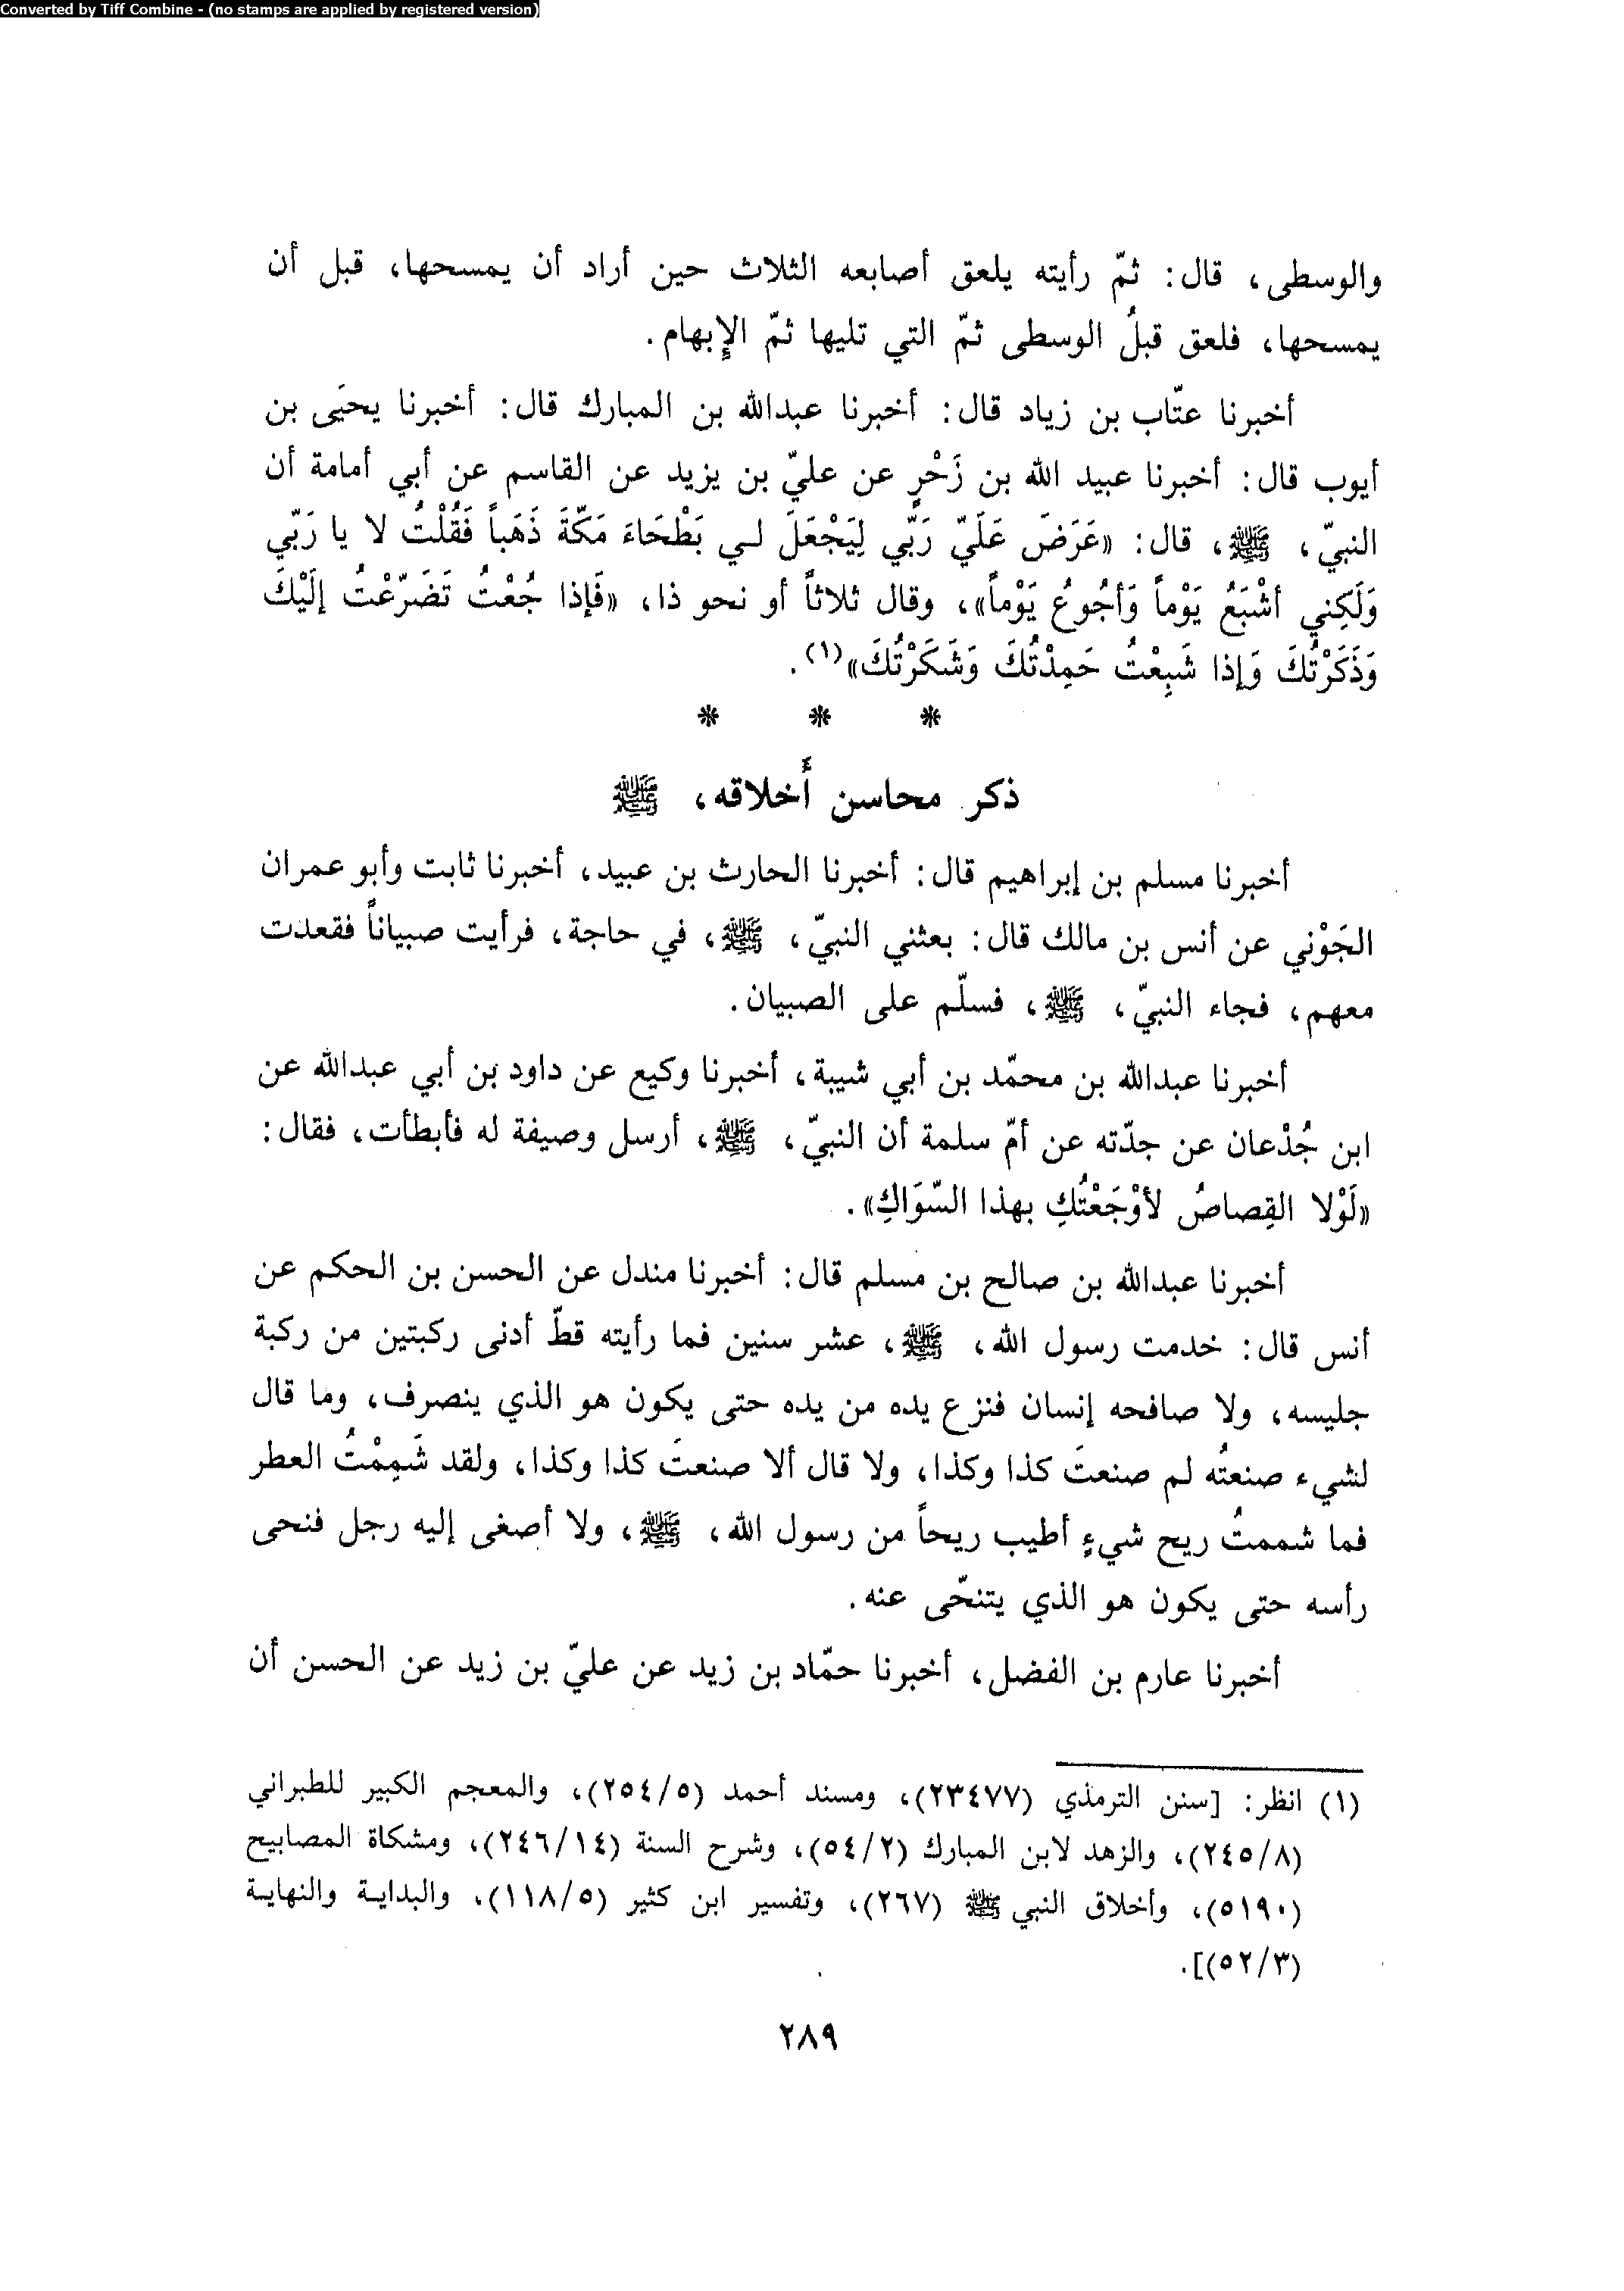 Converted by Tiff Combine - (no stamps are applied by registered version)
والوسطى، قال: ثمّ رأيته يلعق أصابعه الثلاث حين أراد أن يمسحها، قبل أن
يمسحها، فلعق قبلُ الوسطى ثمّ التي تليها ثمّ الإبهام.
أخبرنا عتّاب بن زياد قال: أخبرنا عبدالله بن المبارك قال: أخبرنا يحيَى بن
أيوب قال: أخبرنا عبيد الله بن زَحْرٍ عن عليّ بن يزيد عن القاسم عن أبي أمامة أن
النبيّ، ﷺ، قال: «عَرَضَ عَلَيّ رَبّي لِيَجْعَلَ لي بَطْحَاءَ مَكّةَ ذَهَباً فَقُلْتُ لا يا رَبّي
وَلَكِني أشْبَعُ يَوْماً وَأجُوعُ يَوْماً»، وقال ثلاثاً أو نحو ذا، «فَإذا جُعْتُ تَضَرّعْتُ إلَيْكَ
وَذَكَرْتُكَ وَإذا شَبِعْتُ حَمِدْتُكَ وَشَكَرْتُكَ»(١).
* * *
ذكر محاسن أخلاقه، ﷺ
أخبرنا مسلم بن إبراهيم قال: أخبرنا الحارث بن عبيد، أخبرنا ثابت وأبو عمران
الجَوْني عن أنس بن مالك قال: بعثني النبيّ، ﷺ، في حاجة، فرأيت صبياناً فقعدت
معهم، فجاء النبيّ، ﷺ، فسلّم على الصبيان.
أخبرنا عبدالله بن محمّد بن أبي شيبة، أخبرنا وكيع عن داود بن أبي عبدالله عن
ابن جُدْعان عن جدّته عن أمّ سلمة أن النبيّ، ﷺ، أرسل وصيفة له فأبطأت، فقال:
«لَوْلا القِصاصُ لأوْجَعْتُكِ بهذا السّوَاكِ».
أخبرنا عبدالله بن صالح بن مسلم قال: أخبرنا مندل عن الحسن بن الحكم عن
أنس قال: خدمت رسول الله، ﷺ، عشر سنين فما رأيته قطّ أدنى ركبتين من ركبة
جليسه، ولا صافحه إنسان فنزع يده من يده حتى يكون هو الذي ينصرف، وما قال
لشيء صنعتُه لم صنعتَ كذا وكذا، ولا قال ألا صنعتَ كذا وكذا، ولقد شَمِمْتُ العطر
فما شممتُ ريح شيءٍ أطيب ريحاً من رسول الله، ﷺ، ولا أصغى إليه رجل فنحى
رأسه حتى يكون هو الذي يتنحّى عنه.
أخبرنا عارم بن الفضل، أخبرنا حمّاد بن زيد عن عليّ بن زيد عن الحسن أن
(١) انظر: [سنن الترمذي (٢٣٤٧٧)، ومسند أحمد (٢٥٤/٥)، والمعجم الكبير للطبراني
(٢٤٥/٨)، والزهد لابن المبارك (٥٤/٢)، وشرح السنة (٢٤٦/١٤)، ومشكاة المصابيح
(٥١٩٠)، وأخلاق النبي ﷺ (٢٦٧)، وتفسير ابن كثير (١١٨/٥)، والبداية والنهاية
(٥٢/٣)].
٢٨٩